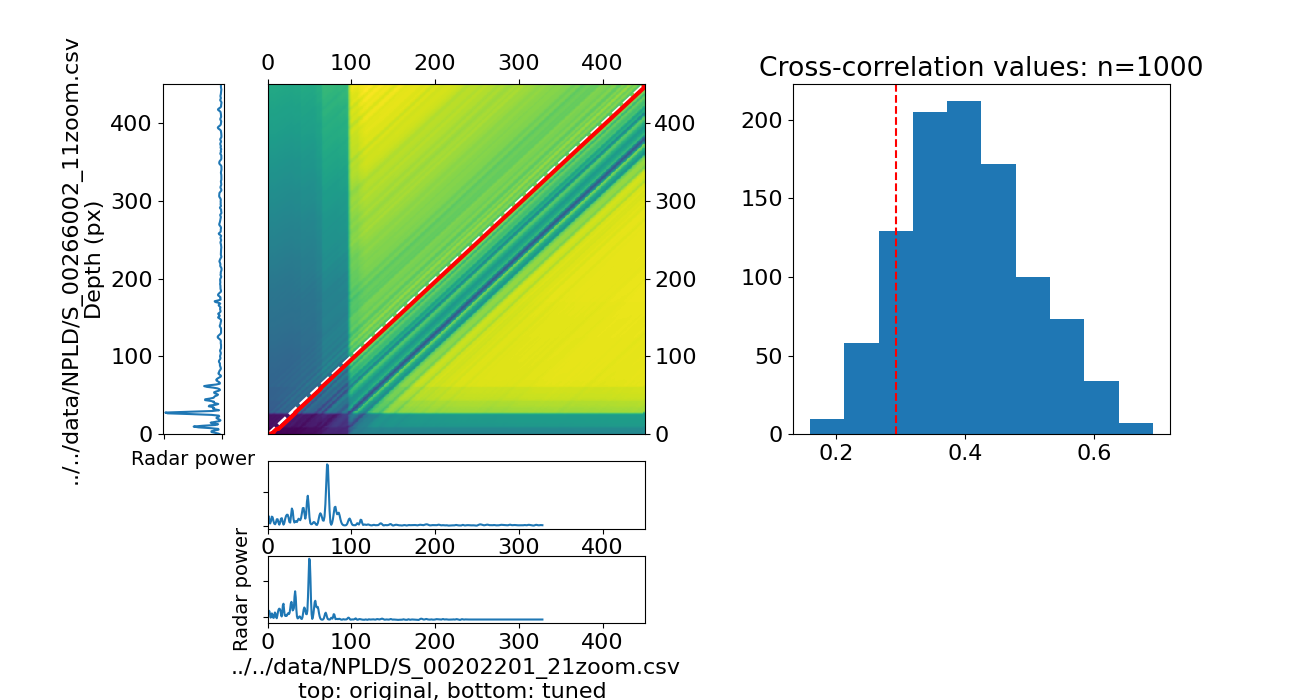 0 100 200 300 400
Cross-correlation values: n=1000
../../data/NPLD/S_00266002_11zoom.csv
Depth (px)
400
300
200
100
0
Radar power
400
300
200
100
0
200
150
100
50
0
0.2 0.4 0.6
0 100 200 300 400
Radar power
0 100 200 300 400
../../data/NPLD/S_00202201_21zoom.csv
top: original, bottom: tuned